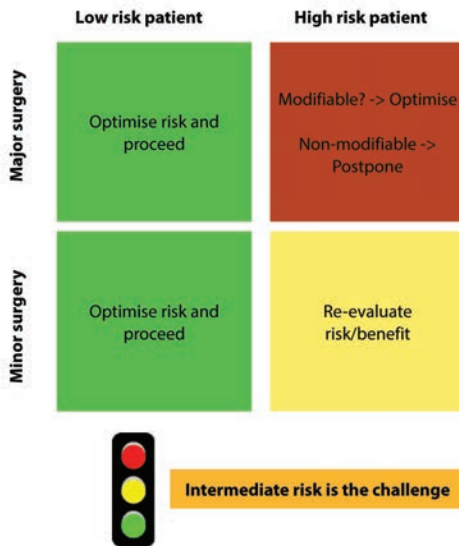 Low risk patient
High risk patient
Major surgery
Optimise risk and
proceed
Modifiable? -> Optimise
Non-modifiable ->
Postpone
Minor surgery
Optimise risk and
proceed
Re-evaluate
risk/benefit
Intermediate risk is the challenge